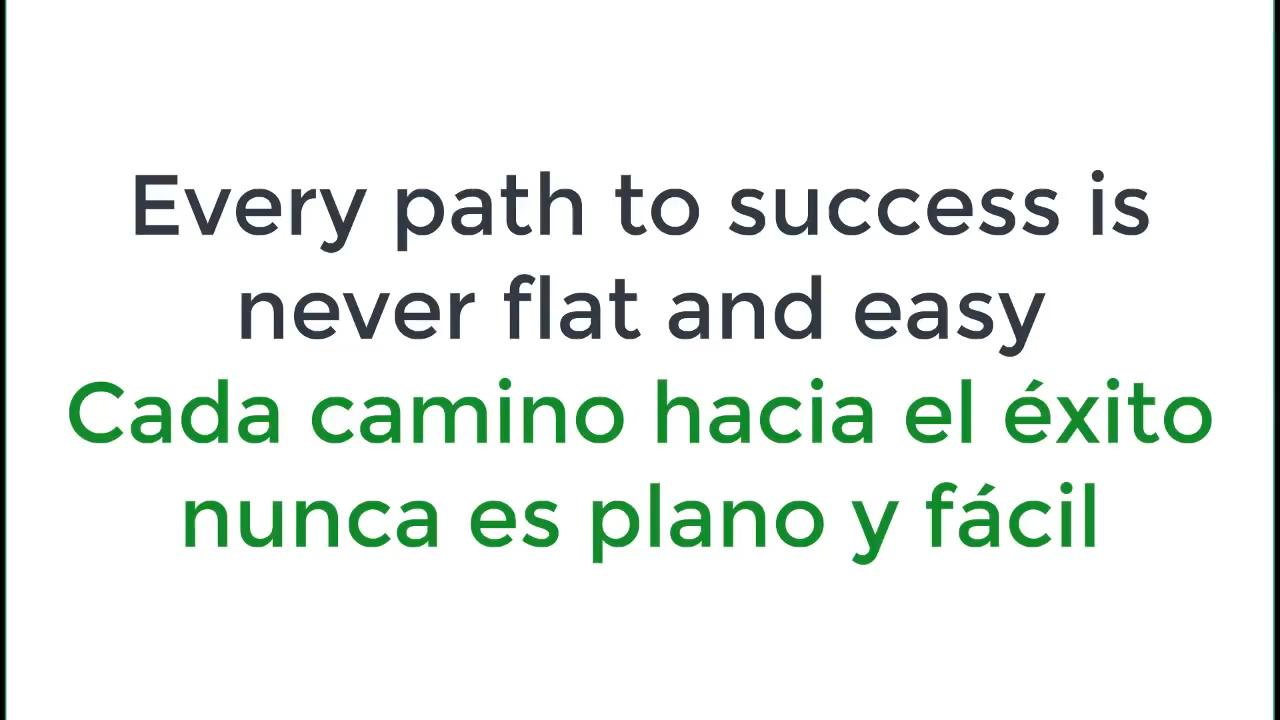 Every path to success is
never flat and easy
Cada camino hacia el éxito
nunca es plano y fácil